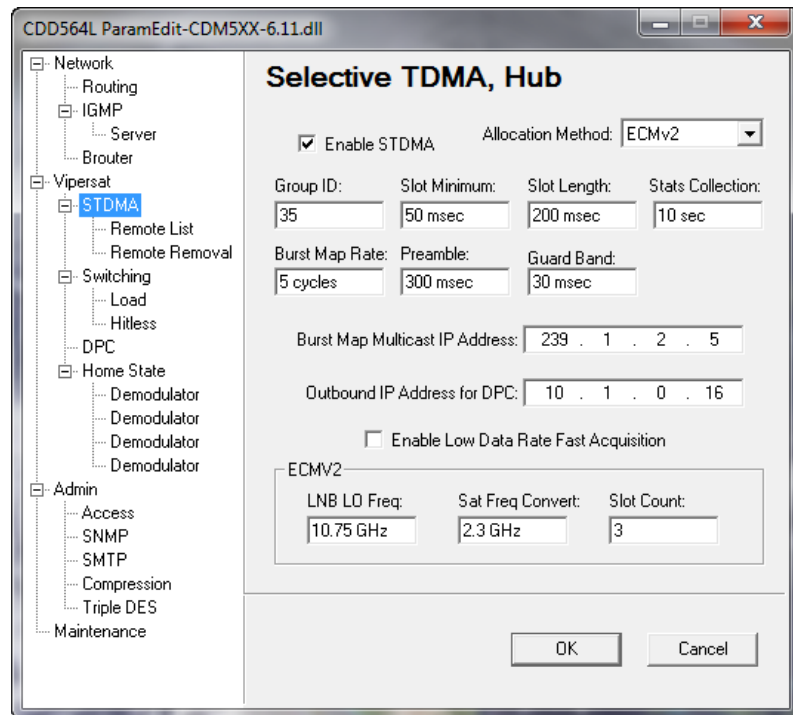 CDD564L ParamEdit-CDM5XX-6.11.dll
Network
Routing
IGMP
Server
Brouter
Vipersat
STDMA
Remote List
Remote Removal
Switching
Load
Hitless
DPC
Home State
Demodulator
Demodulator
Demodulator
Demodulator
Admin
Access
SNMP
SMTP
Compression
Triple DES
Maintenance
Selective TDMA, Hub
Enable STDMA
Allocation Method: ECMv2
Group ID: Slot Minimum: Slot Length: Stats Collection:
35 50 msec 200 msec 10 sec
Burst Map Rate: Preamble: Guard Band:
5 cycles 300 msec 30 msec
Burst Map Multicast IP Address: 239 . 1 . 2 . 5
Outbound IP Address for DPC: 10 . 1 . 0 . 16
Enable Low Data Rate Fast Acquisition
ECMV2
LNB LO Freq: Sat Freq Convert: Slot Count:
10.75 GHz 2.3 GHz 3
OK Cancel